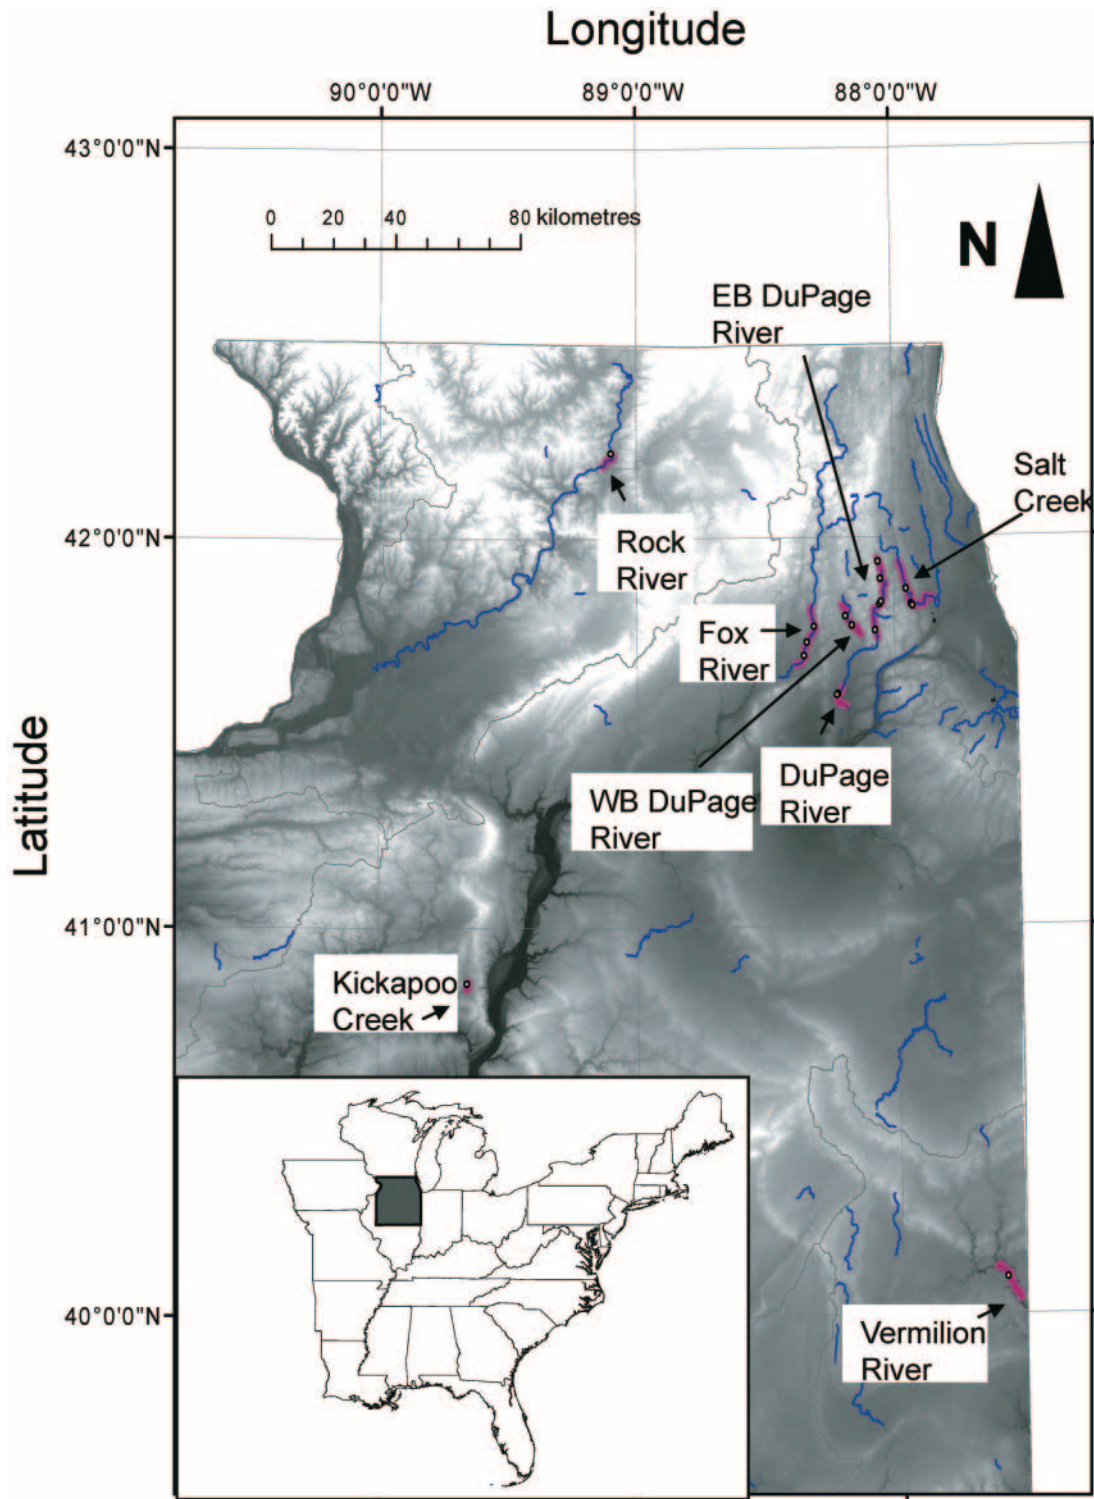 Longitude
90°0'0"W 89°0'0"W 88°0'0"W
43°0'0"N
0 20 40 80 kilometres
N
EB DuPage
River
Salt
Creek
42°0'0"N
Rock
River
Fox
River
Latitude
WB DuPage
River
DuPage
River
41°0'0"N
Kickapoo
Creek
40°0'0"N
Vermilion
River